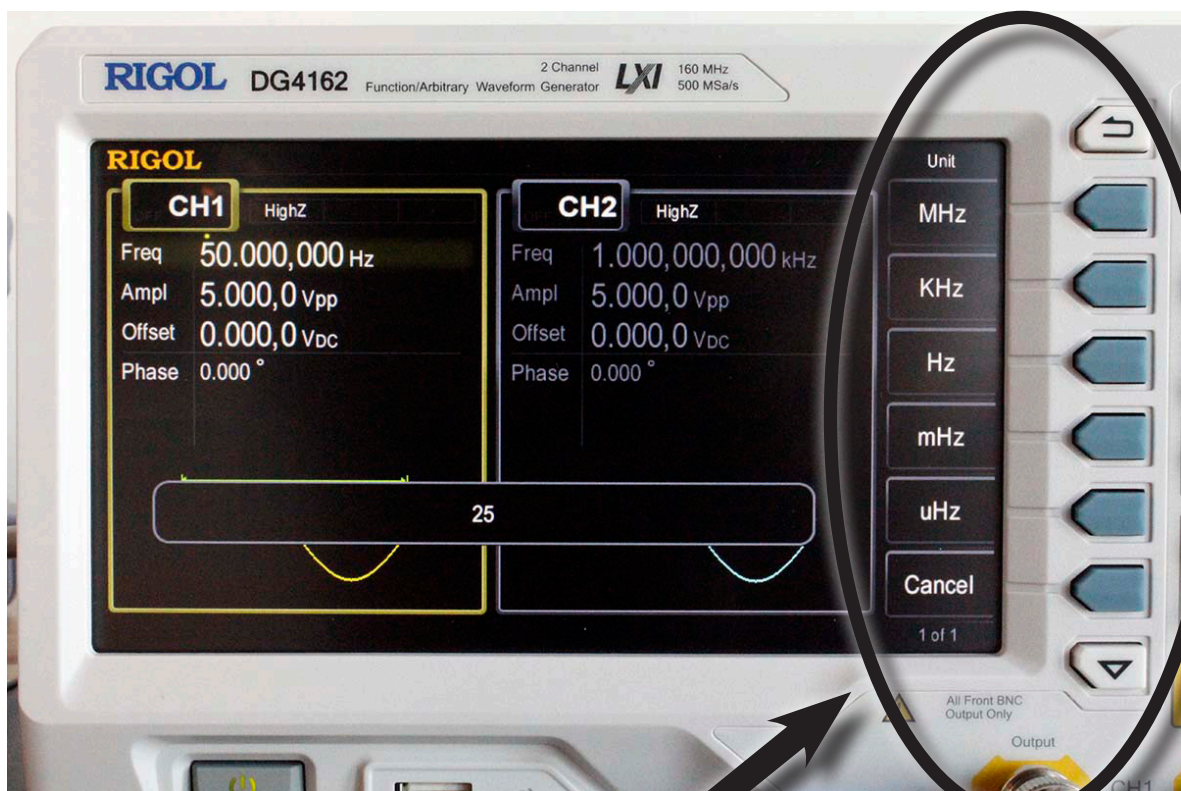 RIGOL DG4162 Function/Arbitrary Waveform Generator 2 Channel LXI 160 MHz
500 MSa/s
RIGOL
Unit
CH1 HighZ
CH2 HighZ
MHz
Freq 50.000,000 Hz
Freq 1.000,000,000 kHz
Ampl 5.000,0 Vpp
Ampl 5.000,0 Vpp
KHz
Offset 0.000,0 VDC
Offset 0.000,0 VDC
Phase 0.000 °
Phase 0.000 °
Hz
mHz
25
uHz
Cancel
1 of 1
All Front BNC
Output Only
Output
CH1